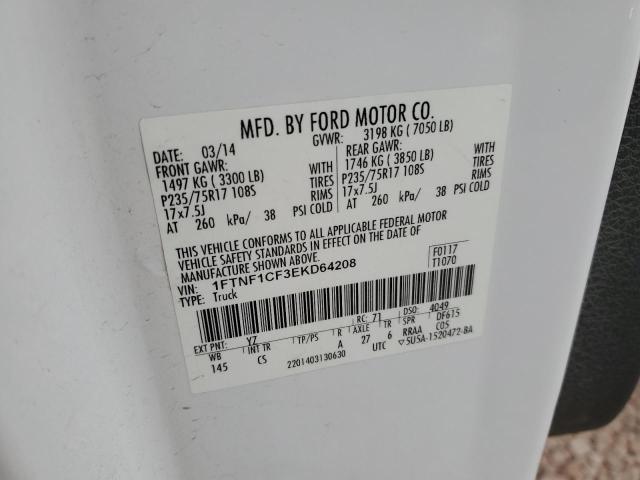 MFD. BY FORD MOTOR CO.
DATE: 03/14 GVWR: 3198 KG ( 7050 LB)
FRONT GAWR: REAR GAWR:
1497 KG ( 3300 LB) WITH 1746 KG ( 3850 LB) WITH
P235/75R17 108S TIRES P235/75R17 108S TIRES
17x7.5J RIMS 17x7.5J RIMS
AT 260 kPa/ 38 PSI COLD AT 260 kPa/ 38 PSI COLD
THIS VEHICLE CONFORMS TO ALL APPLICABLE FEDERAL MOTOR
VEHICLE SAFETY STANDARDS IN EFFECT ON THE DATE OF
MANUFACTURE SHOWN ABOVE.
VIN: 1FTNF1CF3EKD64208 F0117
TYPE: Truck T1070
EXT PNT: YZ RC: 71 DSO: 4049
WB INT TR TP/PS R AXLE TR SPR DF615
145 CS A 27 6 RRAA C05
2201403130630 UTC ▽5U5A-1520472-BA